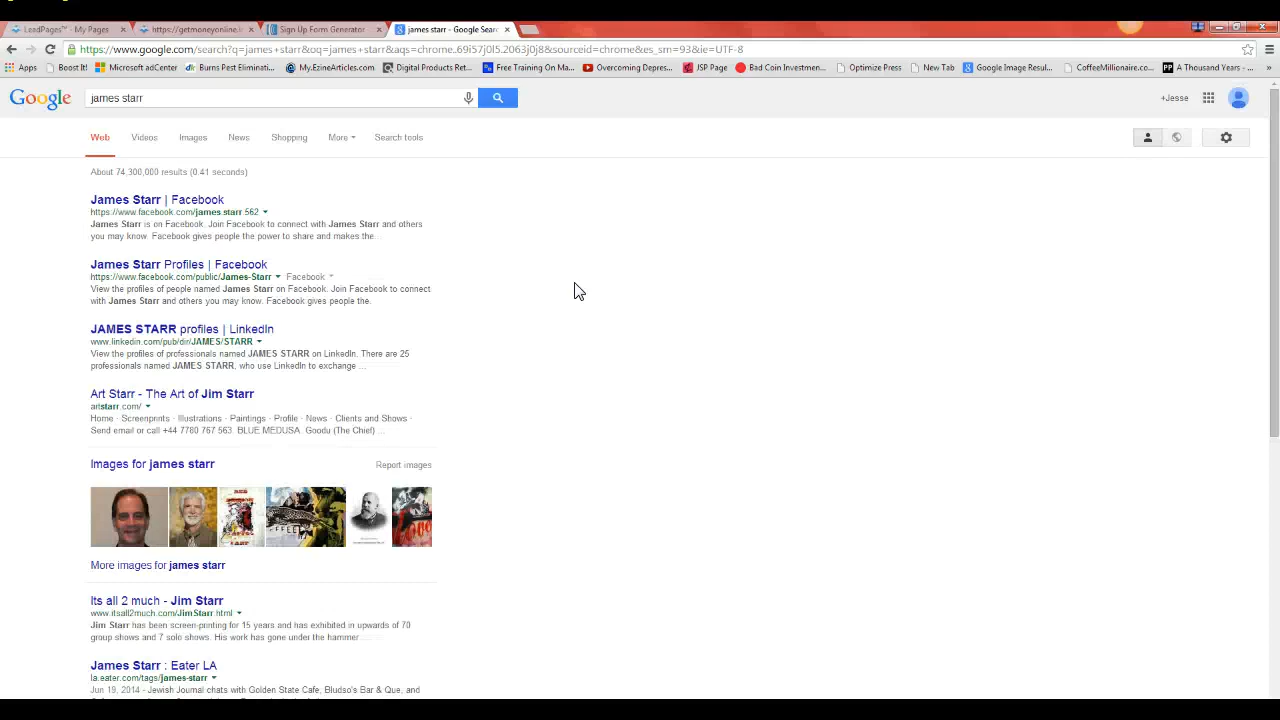 LeadPages™ - My Pages
https://getmoneyonline.i
Sign Up Form Generator
james starr - Google Sear
https://www.google.com/search?q=james+starr&oq=james+starr&aqs=chrome..69i57j0l5.2063j0j8&sourceid=chrome&es_sm=93&ie=UTF-8
Apps
Boost It!
Microsoft adCenter
Burns Pest Eliminati...
My.EzineArticles.com
Digital Products Ret...
Free Training On Ma...
Overcoming Depres...
JSP Page
Bad Coin Investmen...
Optimize Press
New Tab
Google Image Resul...
CoffeeMillionaire.co...
A Thousand Years - ...
Google
james starr
+Jesse
Web Videos Images News Shopping More Search tools
About 74,300,000 results (0.41 seconds)
James Starr | Facebook
https://www.facebook.com/james.starr.562
James Starr is on Facebook. Join Facebook to connect with James Starr and others
you may know. Facebook gives people the power to share and makes the...
James Starr Profiles | Facebook
https://www.facebook.com/public/James-Starr Facebook
View the profiles of people named James Starr on Facebook. Join Facebook to connect
with James Starr and others you may know. Facebook gives people the.
JAMES STARR profiles | LinkedIn
www.linkedin.com/pub/dir/JAMES/STARR
View the profiles of professionals named JAMES STARR on LinkedIn. There are 25
professionals named JAMES STARR, who use LinkedIn to exchange ...
Art Starr - The Art of Jim Starr
artstarr.com/
Home - Screenprints - Illustrations - Paintings - Profile - News - Clients and Shows -
Send email or call +44 7780 767 563. BLUE MEDUSA. Goodu (The Chief) ...
Images for james starr
Report images
More images for james starr
Its all 2 much - Jim Starr
www.itsall2much.com/JimStarr.html
Jim Starr has been screen-printing for 15 years and has exhibited in upwards of 70
group shows and 7 solo shows. His work has gone under the hammer ...
James Starr : Eater LA
la.eater.com/tags/james-starr
Jun 19, 2014 - Jewish Journal chats with Golden State Cafe, Bludso's Bar & Que, and